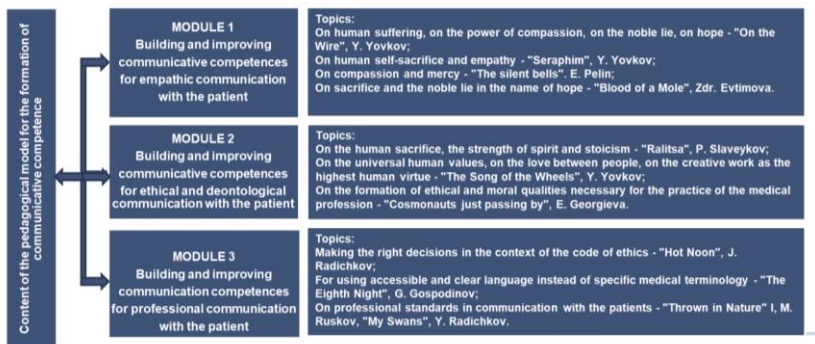 Content of the pedagogical model for the formation of
communicative competence
MODULE 1
Building and improving
communicative competences
for empathic communication
with the patient
Topics:
On human suffering, on the power of compassion, on the noble lie, on hope - "On
the Wire", Y. Yovkov;
On human self-sacrifice and empathy - "Seraphim", Y. Yovkov;
On compassion and mercy - "The silent bells". E. Pelin;
On sacrifice and the noble lie in the name of hope - "Blood of a Mole", Zdr. Evtimova.
MODULE 2
Building and improving
communicative competences
for ethical and deontological
communication with the patient
Topics:
On the human sacrifice, the strength of spirit and stoicism - "Ralitsa", P. Slaveykov;
On the universal human values, on the love between people, on the creative work as the
highest human virtue - "The Song of the Wheels", Y. Yovkov;
On the formation of ethical and moral qualities necessary for the practice of the medical
profession - "Cosmonauts just passing by", E. Georgieva.
MODULE 3
Building and improving
communication competences
for professional communication
with the patient
Topics:
Making the right decisions in the context of the code of ethics - "Hot Noon", J.
Radichkov;
For using accessible and clear language instead of specific medical terminology - "The
Eighth Night", G. Gospodinov;
On professional standards in communication with the patients - "Thrown in Nature" I, M.
Ruskov, "My Swans", Y. Radichkov.